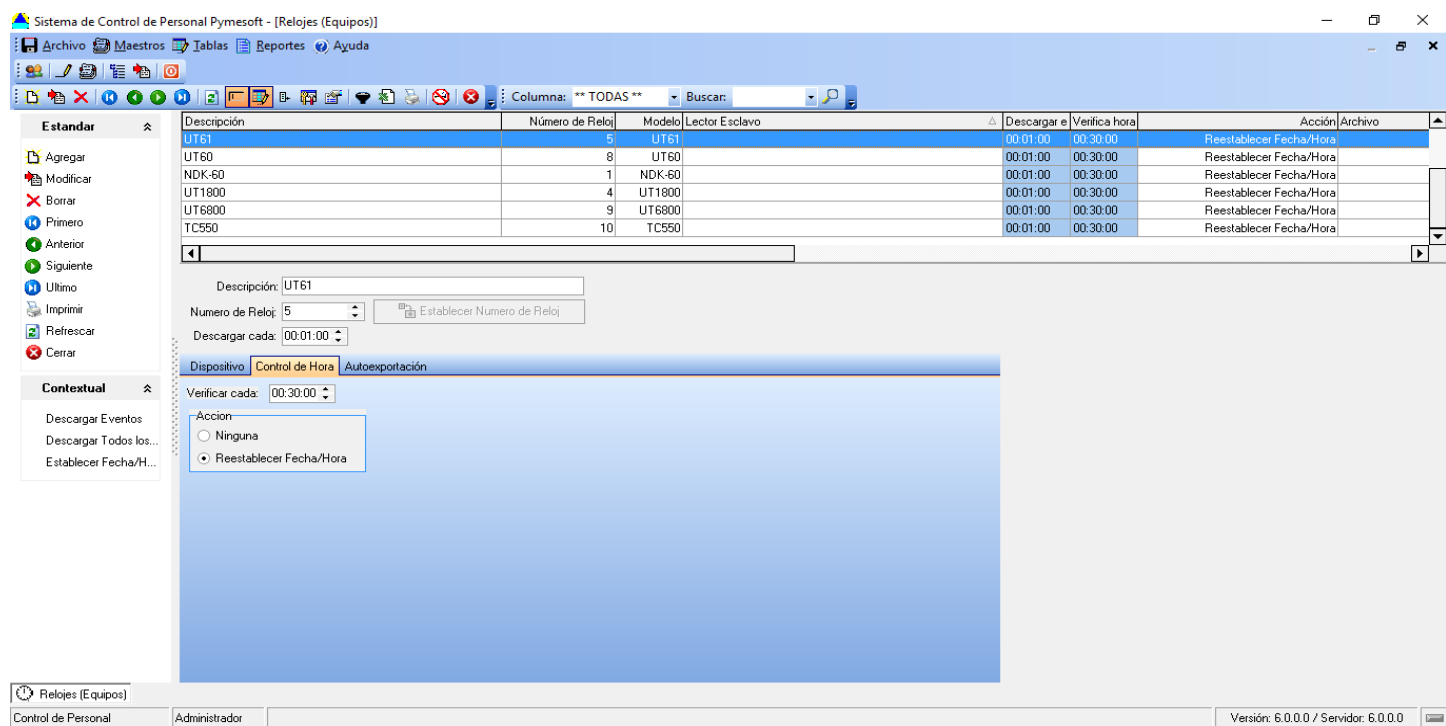 Sistema de Control de Personal Pymesoft - [Relojes (Equipos)]
Archivo Maestros Tablas Reportes Ayuda
Columna: ** TODAS ** Buscar:
Estandar
Agregar
Modificar
Borrar
Primero
Anterior
Siguiente
Ultimo
Imprimir
Refrescar
Cerrar
Contextual
Descargar Eventos
Descargar Todos los...
Establecer Fecha/H...
Descripción Número de Reloj Modelo Lector Esclavo Descargar e Verifica hora Acción Archivo
UT61 5 UT61 00:01:00 00:30:00 Reestablecer Fecha/Hora
UT60 8 UT60 00:01:00 00:30:00 Reestablecer Fecha/Hora
NDK-60 1 NDK-60 00:01:00 00:30:00 Reestablecer Fecha/Hora
UT1800 4 UT1800 00:01:00 00:30:00 Reestablecer Fecha/Hora
UT6800 9 UT6800 00:01:00 00:30:00 Reestablecer Fecha/Hora
TC550 10 TC550 00:01:00 00:30:00 Reestablecer Fecha/Hora
Descripción: UT61
Numero de Reloj: 5 Establecer Numero de Reloj
Descargar cada: 00:01:00
Dispositivo Control de Hora Autoexportación
Verificar cada: 00:30:00
Accion
Ninguna
Reestablecer Fecha/Hora
Relojes (Equipos)
Control de Personal Administrador Versión: 6.0.0.0 / Servidor: 6.0.0.0